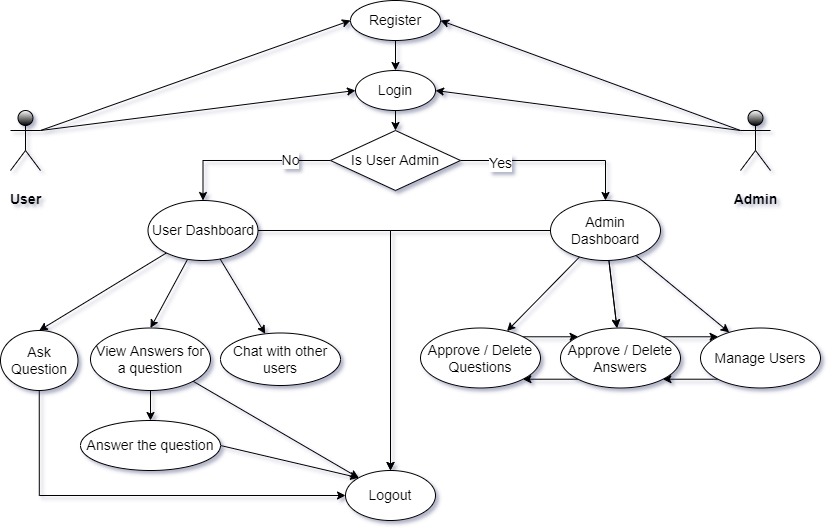 Register
Login
Is User Admin
No
Yes
User
Admin
User Dashboard
Admin
Dashboard
Ask
Question
View Answers for
a question
Chat with other
users
Approve / Delete
Questions
Approve / Delete
Answers
Manage Users
Answer the question
Logout